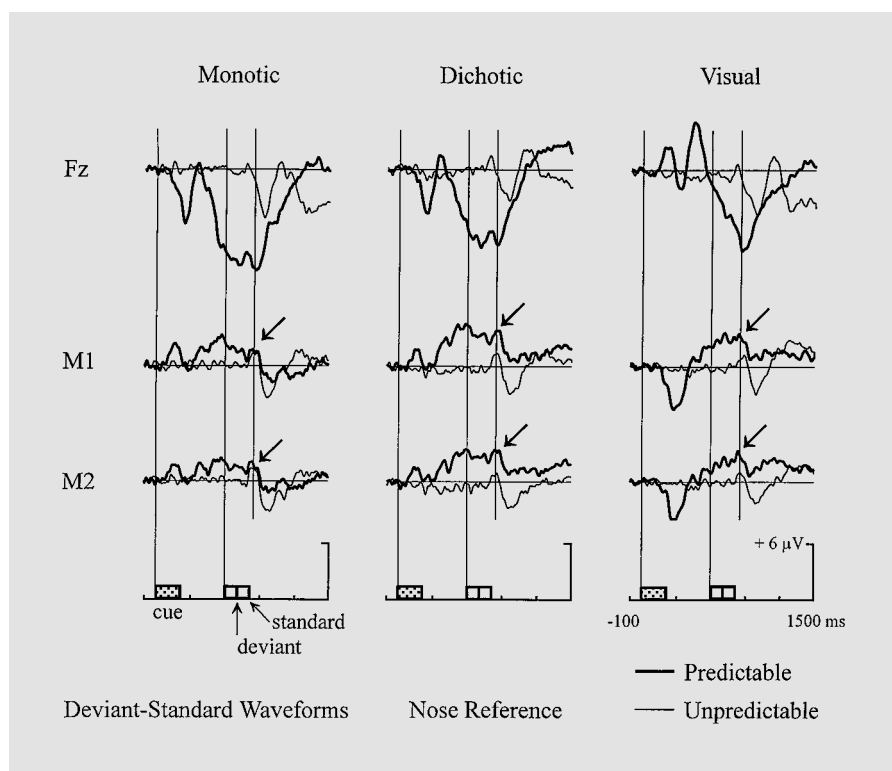 Monotic Dichotic Visual
Fz
M1
M2
+ 6 µV
cue
standard
deviant
-100 1500 ms
Predictable
Deviant-Standard Waveforms Nose Reference Unpredictable